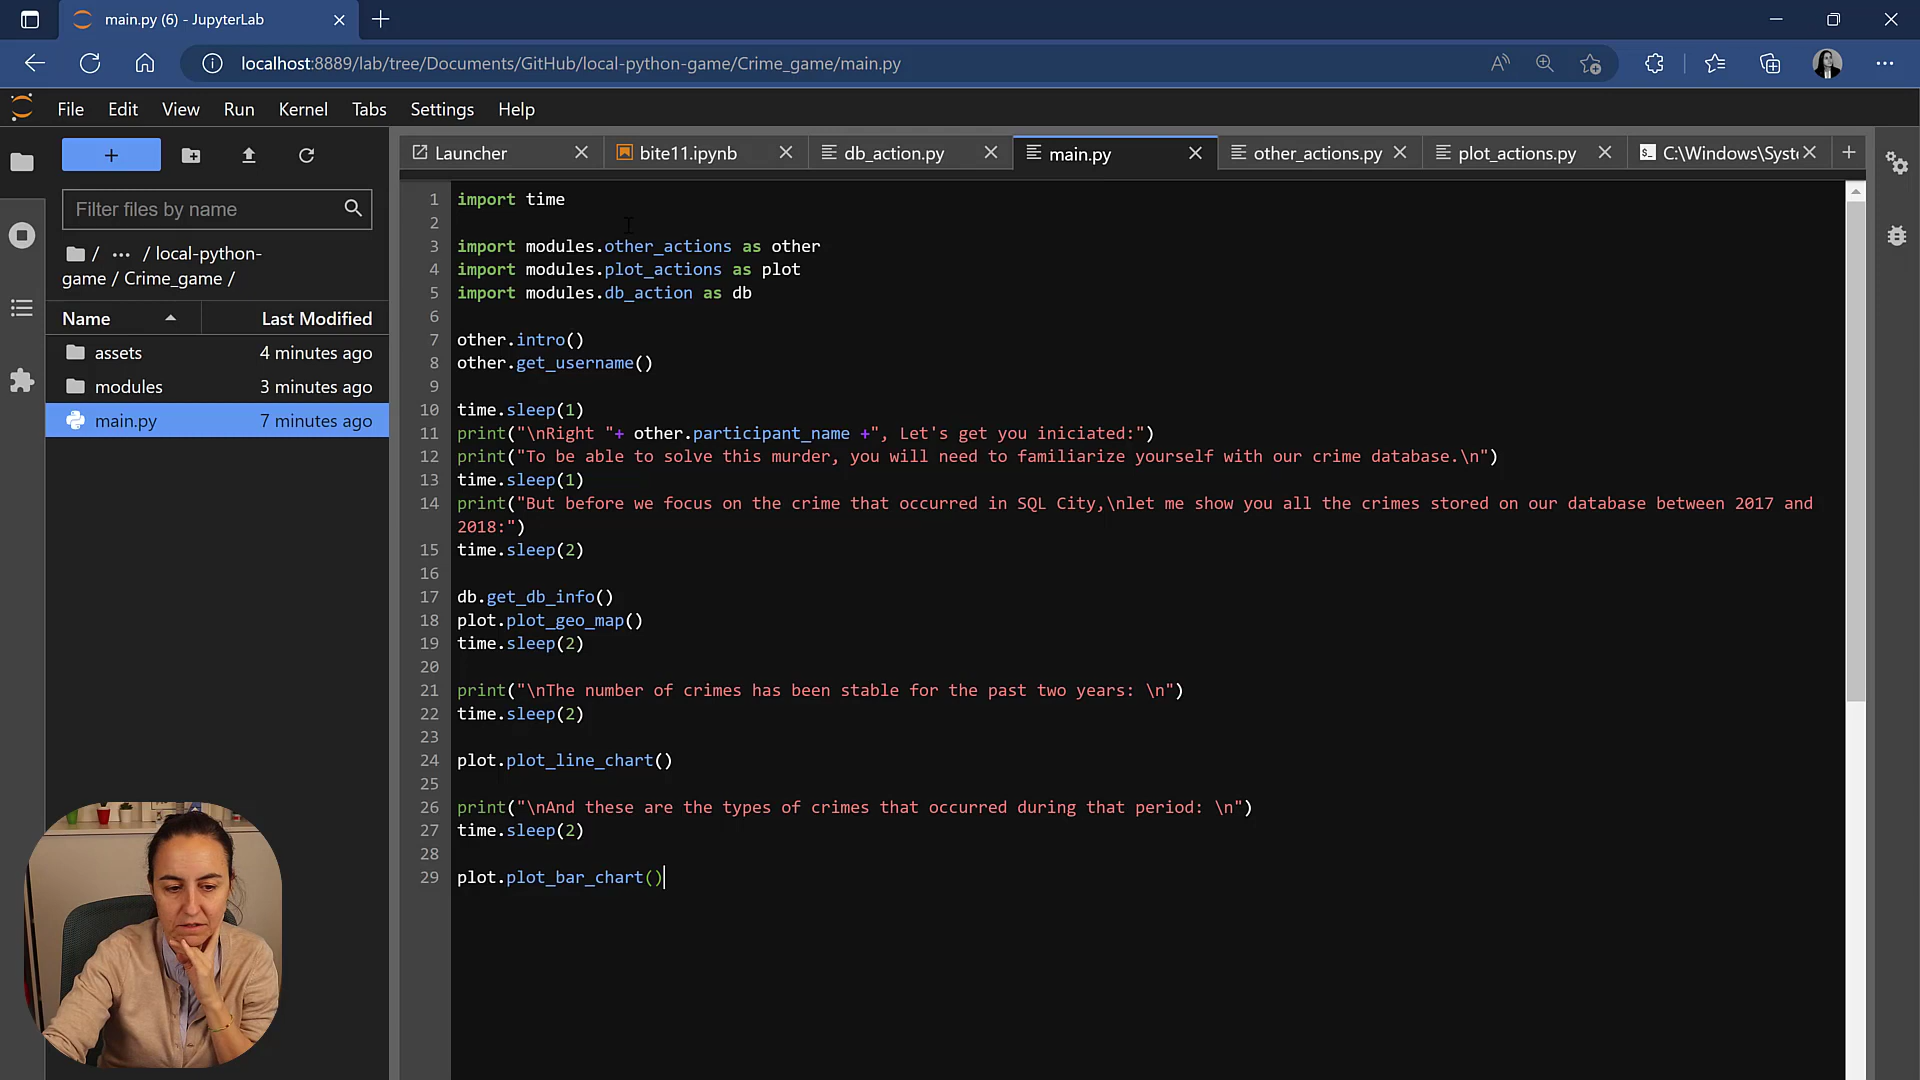 main.py (6) - JupyterLab
localhost:8889/lab/tree/Documents/GitHub/local-python-game/Crime_game/main.py
File Edit View Run Kernel Tabs Settings Help
Launcher bite11.ipynb db_action.py main.py other_actions.py plot_actions.py C:\Windows\Syst
Filter files by name
/ ... / local-python-
game / Crime_game /
Name Last Modified
assets 4 minutes ago
modules 3 minutes ago
main.py 7 minutes ago
1 import time
2
3 import modules.other_actions as other
4 import modules.plot_actions as plot
5 import modules.db_action as db
6
7 other.intro()
8 other.get_username()
9
10 time.sleep(1)
11 print("\nRight "+ other.participant_name +", Let's get you iniciated:")
12 print("To be able to solve this murder, you will need to familiarize yourself with our crime database.\n")
13 time.sleep(1)
14 print("But before we focus on the crime that occurred in SQL City,\nlet me show you all the crimes stored on our database between 2017 and
2018:")
15 time.sleep(2)
16
17 db.get_db_info()
18 plot.plot_geo_map()
19 time.sleep(2)
20
21 print("\nThe number of crimes has been stable for the past two years: \n")
22 time.sleep(2)
23
24 plot.plot_line_chart()
25
26 print("\nAnd these are the types of crimes that occurred during that period: \n")
27 time.sleep(2)
28
29 plot.plot_bar_chart()